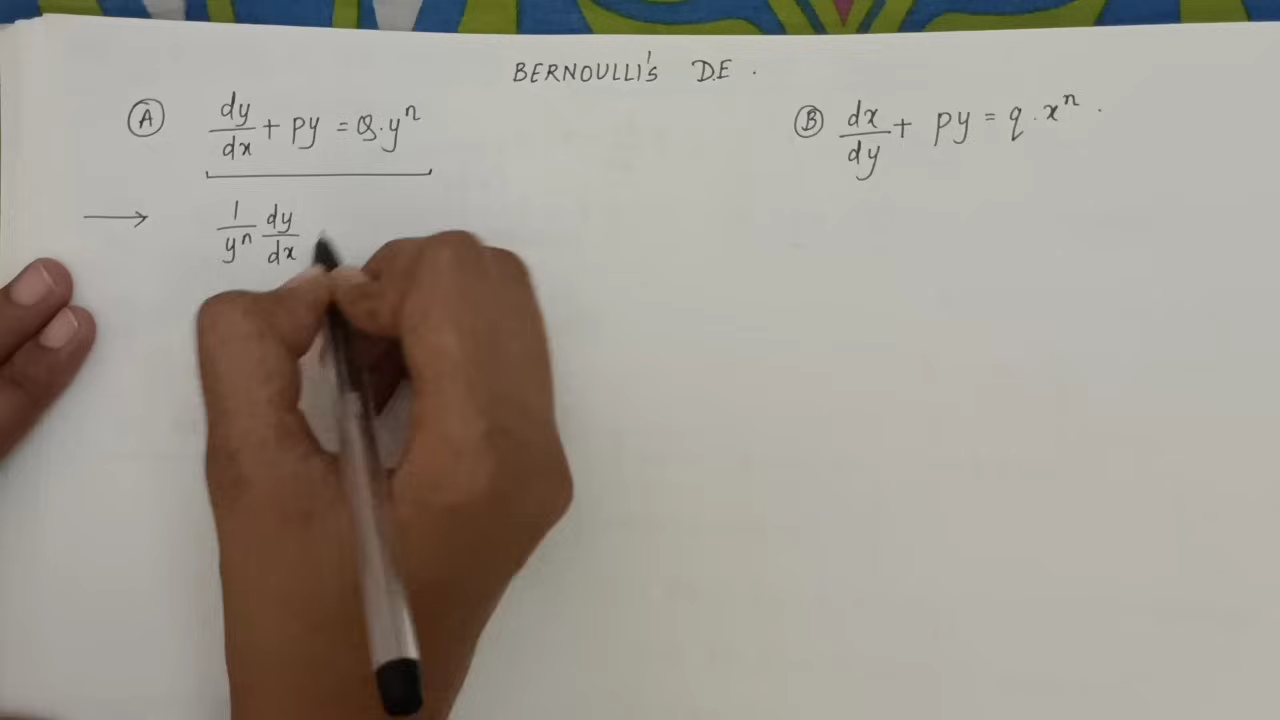 BERNOULLI'S D.E.
Ⓐ dy/dx + py = Q.y^n
Ⓑ dx/dy + py = q.x^n.
→ 1/y^n dy/dx